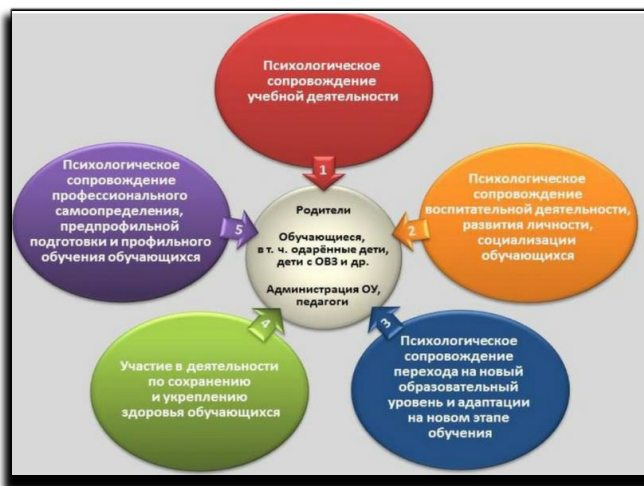 Психологическое
сопровождение
учебной деятельности
1
Психологическое
сопровождение
воспитательной деятельности,
развития личности,
социализации
обучающихся
2
Психологическое
сопровождение
перехода на новый
образовательный
уровень и адаптации
на новом этапе
обучения
3
Участие в деятельности
по сохранению
и укреплению
здоровья обучающихся
4
Психологическое
сопровождение
профессионального
самоопределения,
предпрофильной
подготовки и профильного
обучения обучающихся
5
Родители
Обучающиеся,
в т. ч. одарённые дети,
дети с ОВЗ и др.
Администрация ОУ,
педагоги